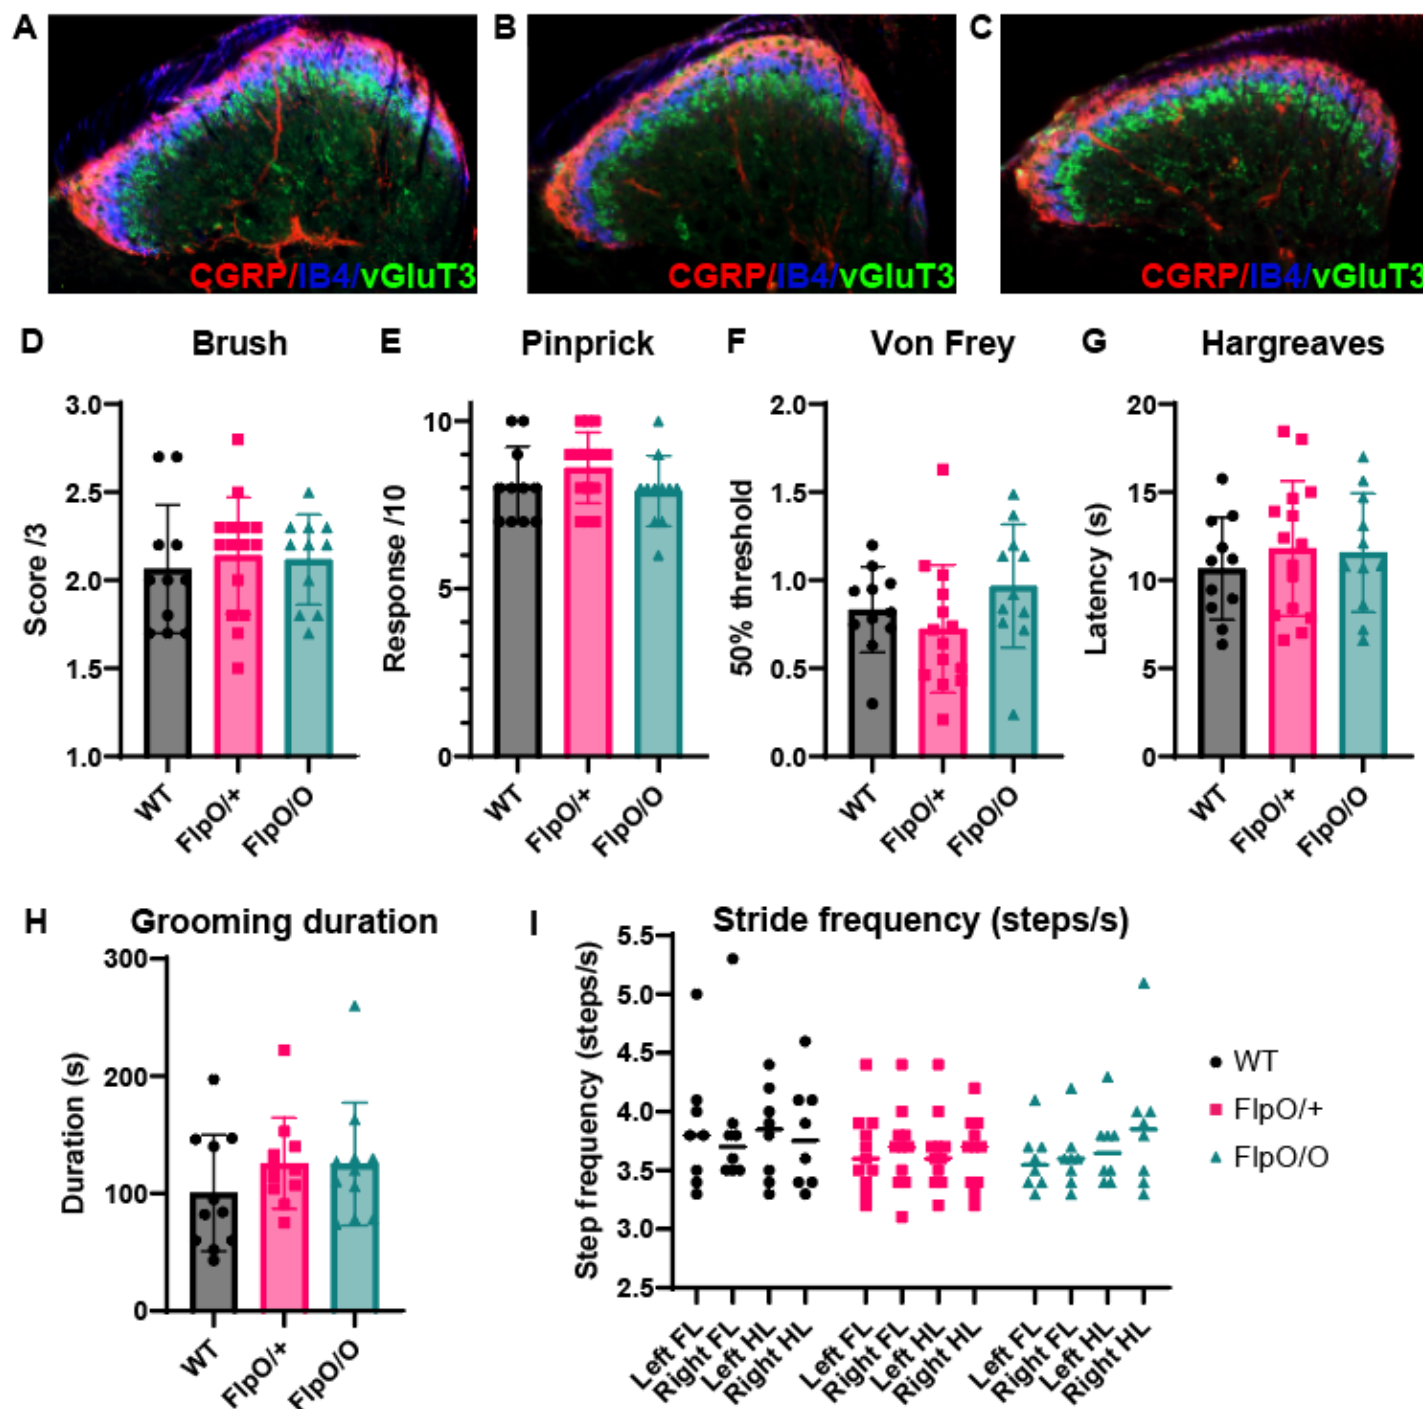 A
B
C
CGRP/IB4/vGluT3
CGRP/IB4/vGluT3
CGRP/IB4/vGluT3
D
Brush
3.0
2.5
2.0
1.5
1.0
Score /3
WT
FlpO/+
FlpO/O
E
Pinprick
10
5
0
Response /10
WT
FlpO/+
FlpO/O
F
Von Frey
2.0
1.5
1.0
0.5
0.0
50% threshold
WT
FlpO/+
FlpO/O
G
Hargreaves
20
15
10
5
0
Latency (s)
WT
FlpO/+
FlpO/O
H
Grooming duration
300
200
100
0
Duration (s)
WT
FlpO/+
FlpO/O
I
Stride frequency (steps/s)
5.5
5.0
4.5
4.0
3.5
3.0
2.5
Step frequency (steps/s)
Left FL
Right FL
Left HL
Right HL
Left FL
Right FL
Left HL
Right HL
Left FL
Right FL
Left HL
Right HL
WT
FlpO/+
FlpO/O